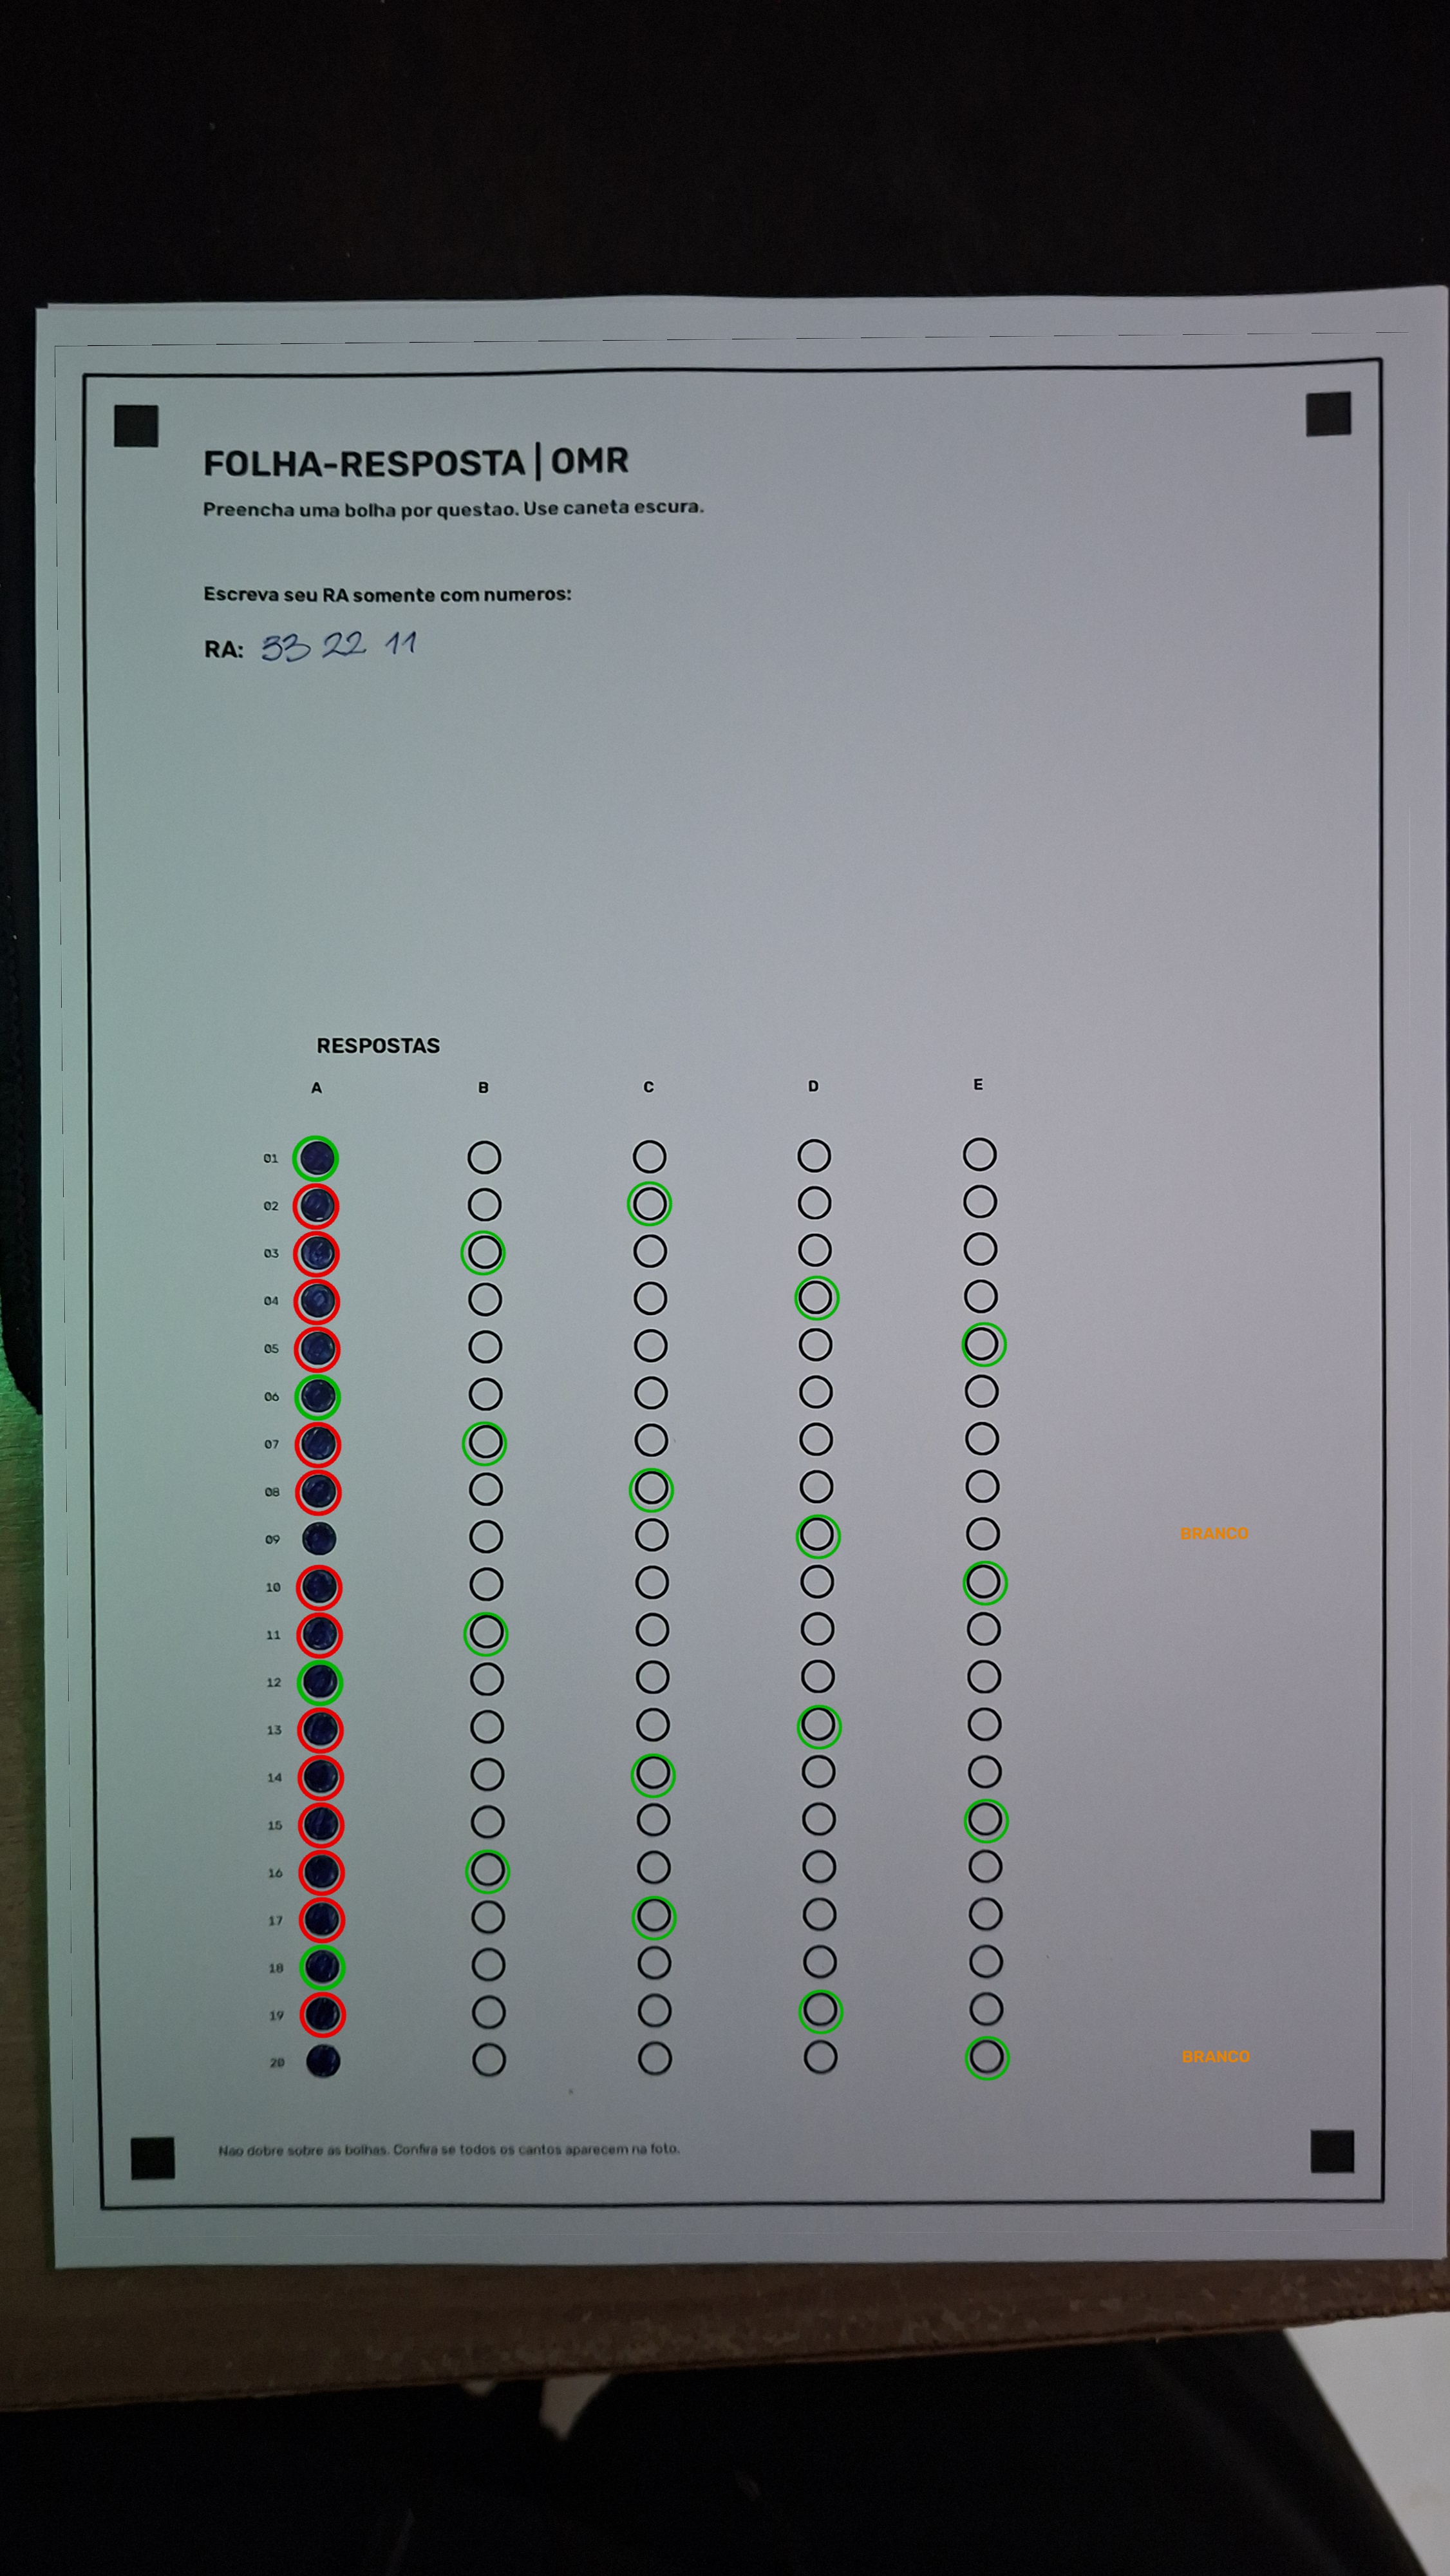 FOLHA-RESPOSTA | OMR
Preencha uma bolha por questao. Use caneta escura.
Escreva seu RA somente com numeros:
RA: 33 22 11
RESPOSTAS
A B C D E
01
02
03
04
05
06
07
08
09 BRANCO
10
11
12
13
14
15
16
17
18
19
20 BRANCO
Nao dobre sobre as bolhas. Confira se todos os cantos aparecem na foto.